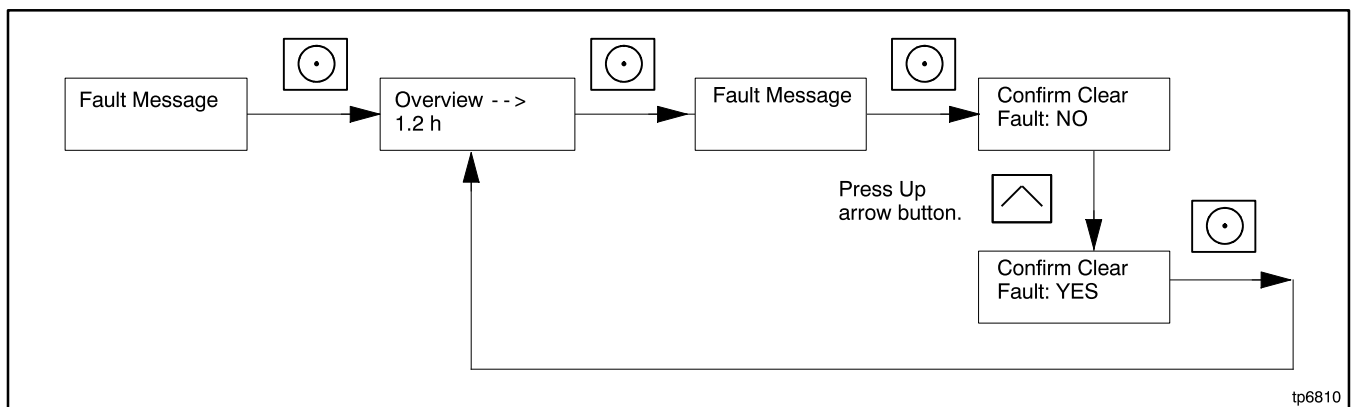 Fault Message
Overview - - >
1.2 h
Fault Message
Confirm Clear
Fault: NO
Press Up
arrow button.
Confirm Clear
Fault: YES
tp6810